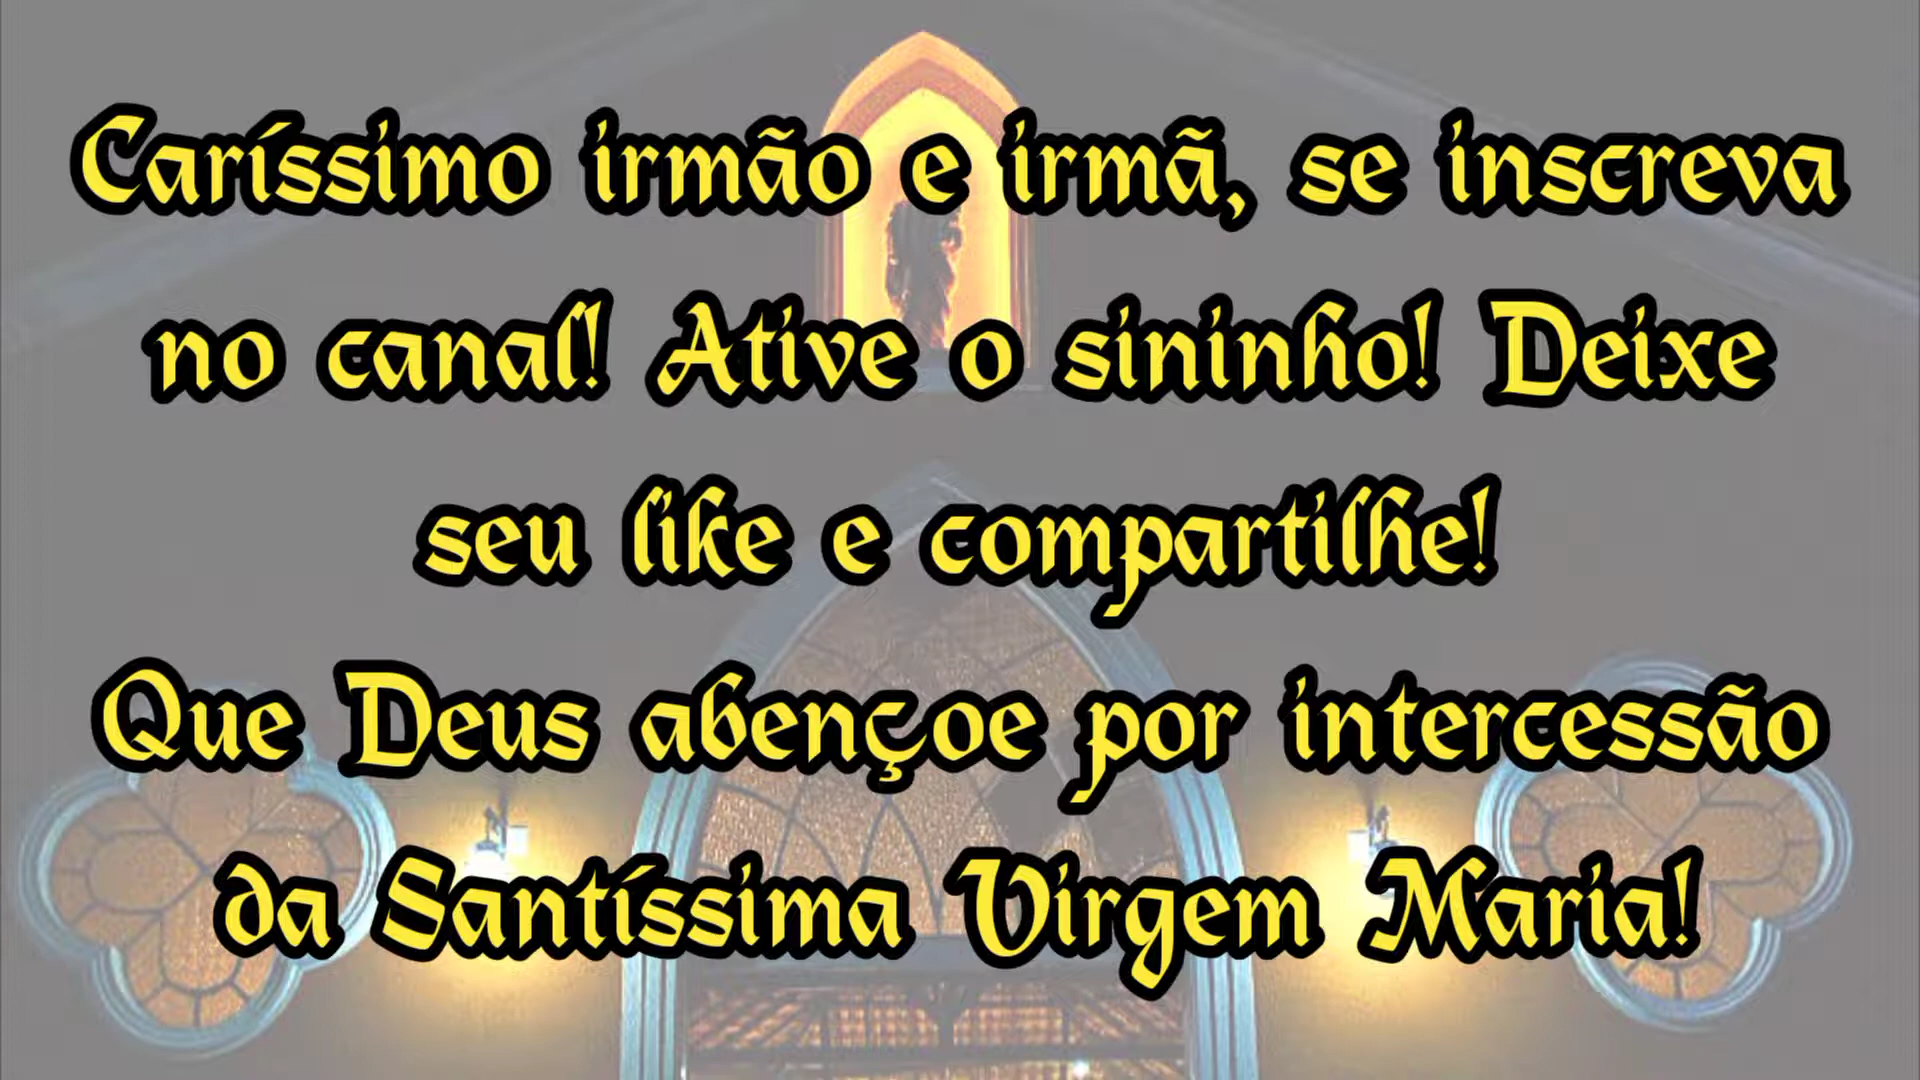 Caríssimo irmão e irmã, se inscreva
no canal! Ative o sininho! Deixe
seu like e compartilhe!
Que Deus abençoe por intercessão
da Santíssima Virgem Maria!